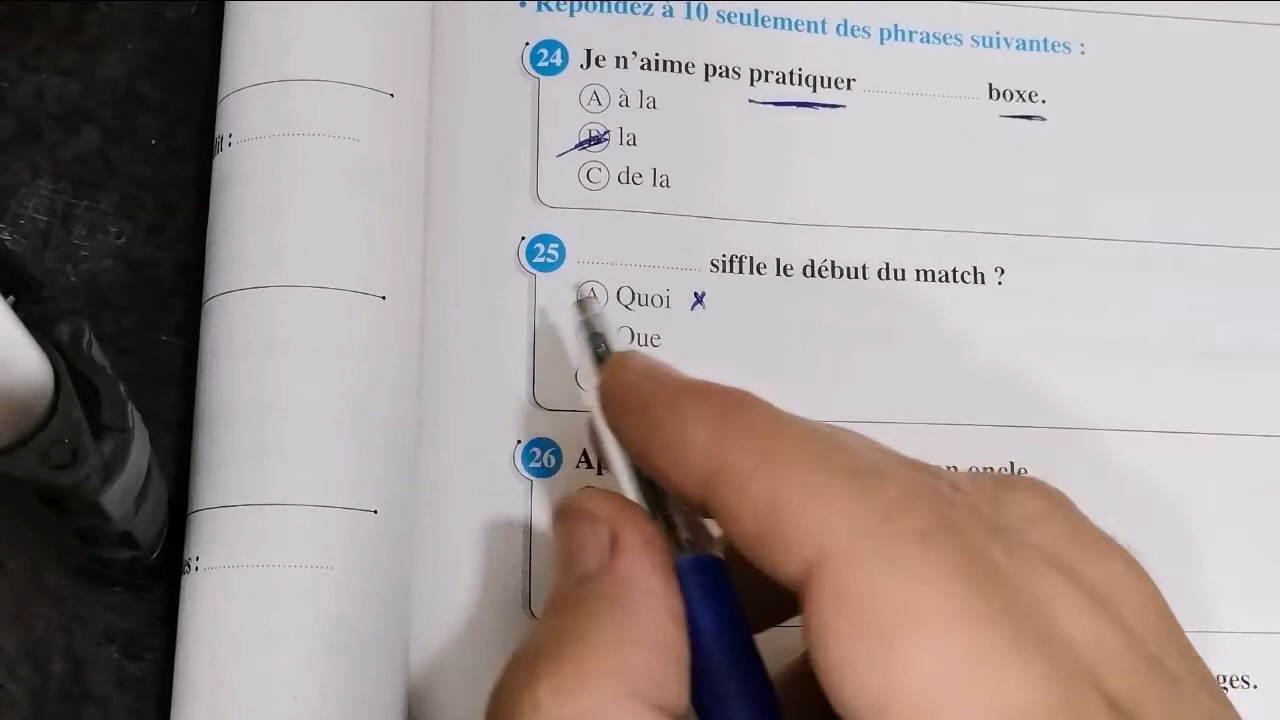 • Répondez à 10 seulement des phrases suivantes :
24 Je n'aime pas pratiquer .................... boxe.
A à la
B la
C de la
25 .................... siffle le début du match ?
A Quoi x
Que
26
oncle